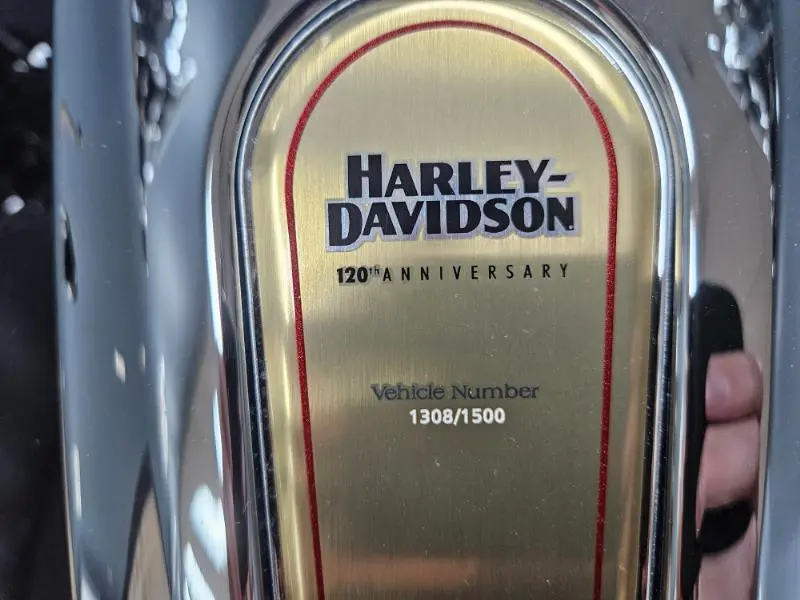 HARLEY-
DAVIDSON
120th ANNIVERSARY
Vehicle Number
1308/1500